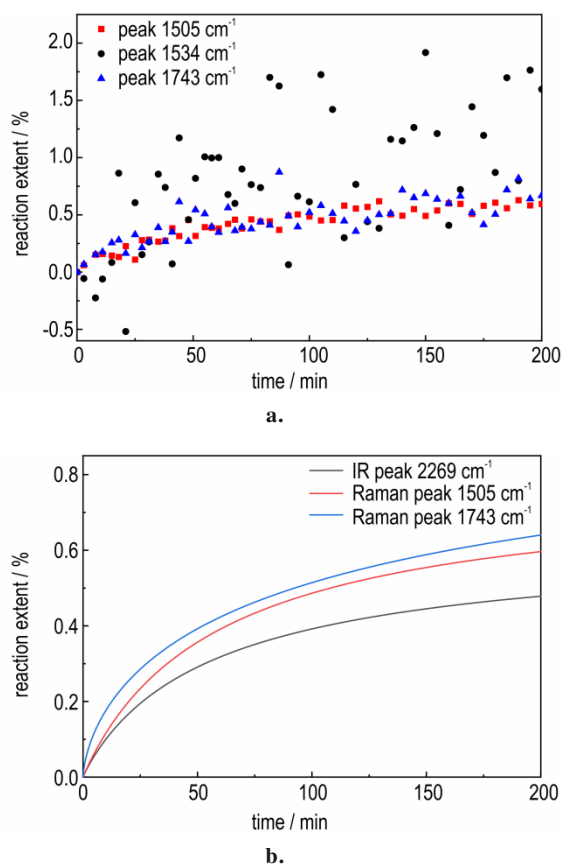 2.0
1.5
1.0
0.5
0.0
-0.5
reaction extent / %
peak 1505 cm⁻¹
peak 1534 cm⁻¹
peak 1743 cm⁻¹
0 50 100 150 200
time / min
a.
0.8
0.6
0.4
0.2
0.0
reaction extent / %
IR peak 2269 cm⁻¹
Raman peak 1505 cm⁻¹
Raman peak 1743 cm⁻¹
0 50 100 150 200
time / min
b.